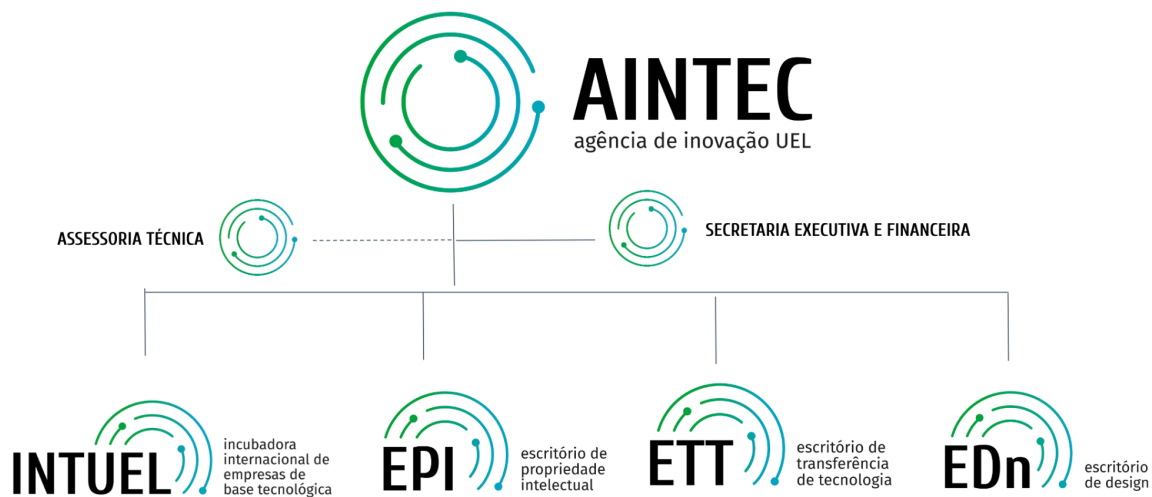 AINTEC
agência de inovação UEL
ASSESSORIA TÉCNICA
SECRETARIA EXECUTIVA E FINANCEIRA
INTUEL
incubadora
internacional de
empresas de
base tecnológica
EPI
escritório de
propriedade
intelectual
ETT
escritório de
transferência
de tecnologia
EDn
escritório
de design